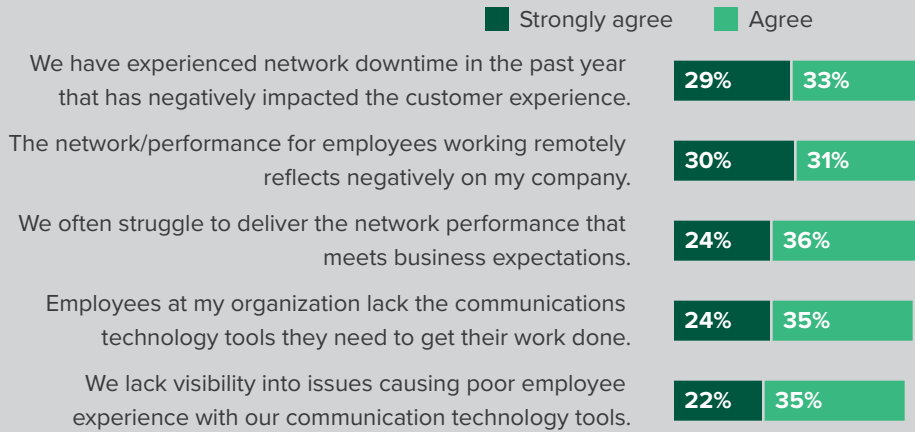 Strongly agree Agree
We have experienced network downtime in the past year
that has negatively impacted the customer experience.
29% 33%
The network/performance for employees working remotely
reflects negatively on my company.
30% 31%
We often struggle to deliver the network performance that
meets business expectations.
24% 36%
Employees at my organization lack the communications
technology tools they need to get their work done.
24% 35%
We lack visibility into issues causing poor employee
experience with our communication technology tools.
22% 35%